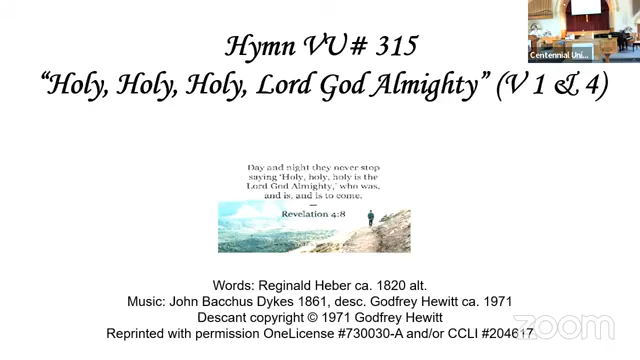 Hymn VU# 315
“Holy, Holy, Holy, Lord God Almighty” (V 1 & 4)
Centennial Uni...
Day and night they never stop
saying 'Holy, holy, holy is the
Lord God Almighty,' who was,
and is, and is to come.
Revelation 4:8
Words: Reginald Heber ca. 1820 alt.
Music: John Bacchus Dykes 1861, desc. Godfrey Hewitt ca. 1971
Descant copyright © 1971 Godfrey Hewitt
Reprinted with permission OneLicense #730030-A and/or CCLI #204617
zoom